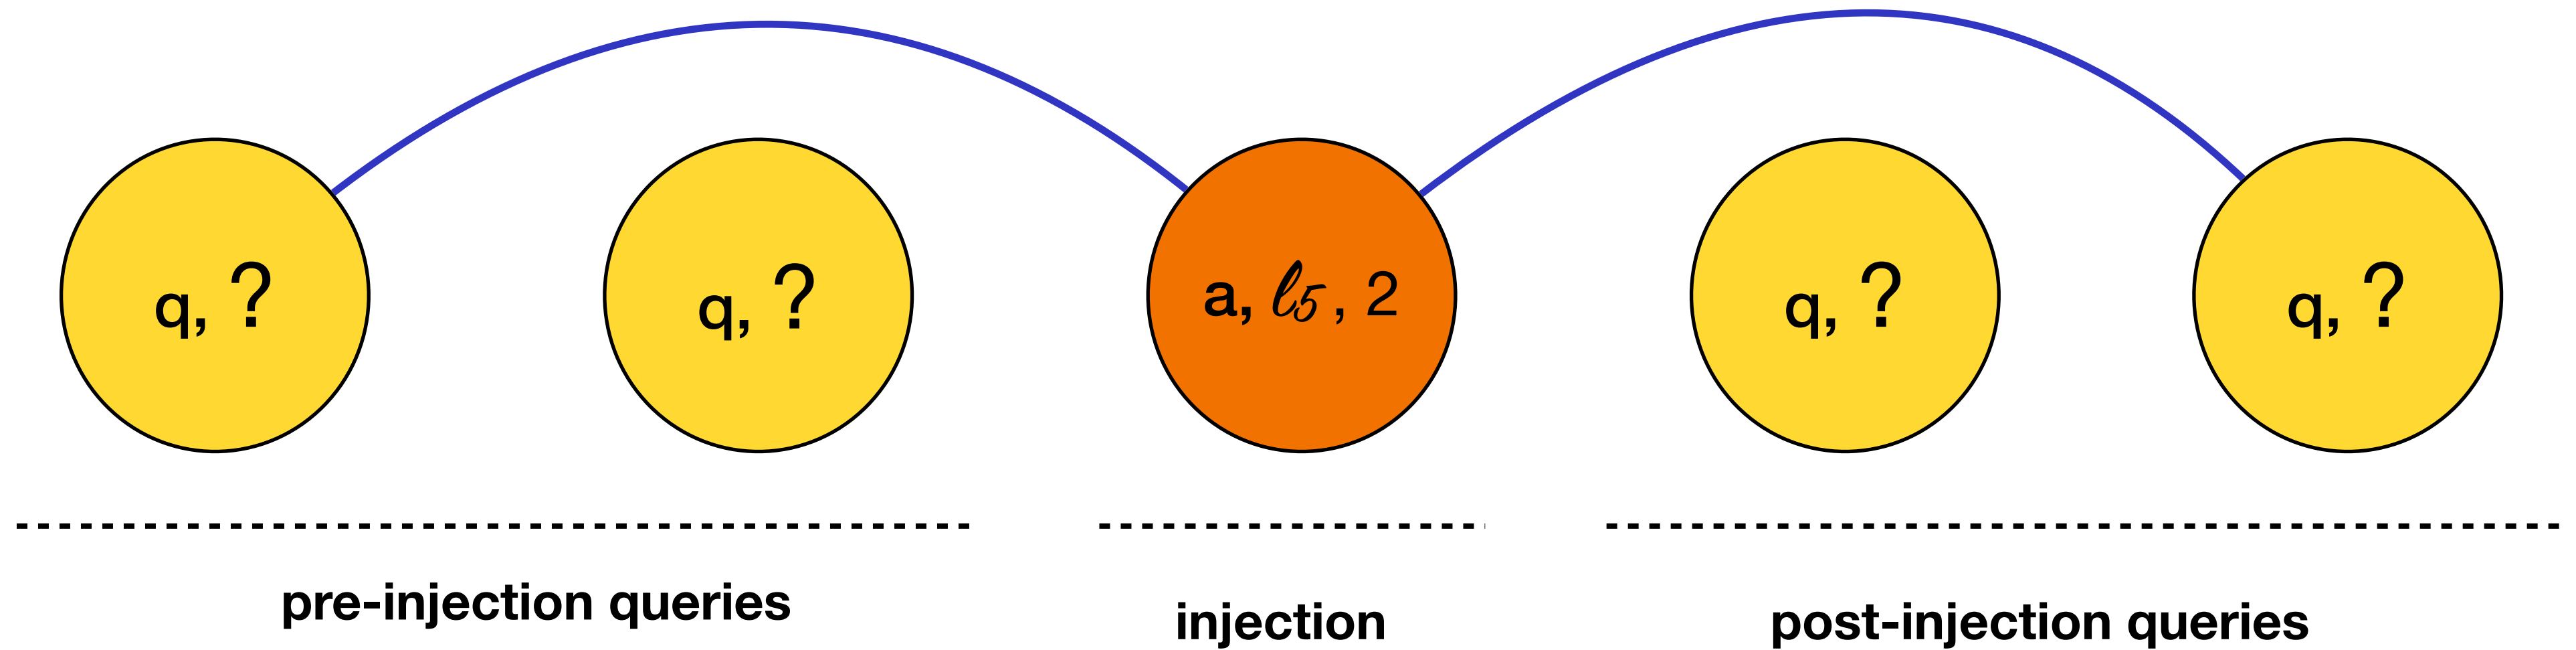 q, ?
q, ?
a, ℓ5, 2
q, ?
q, ?
pre-injection queries
injection
post-injection queries